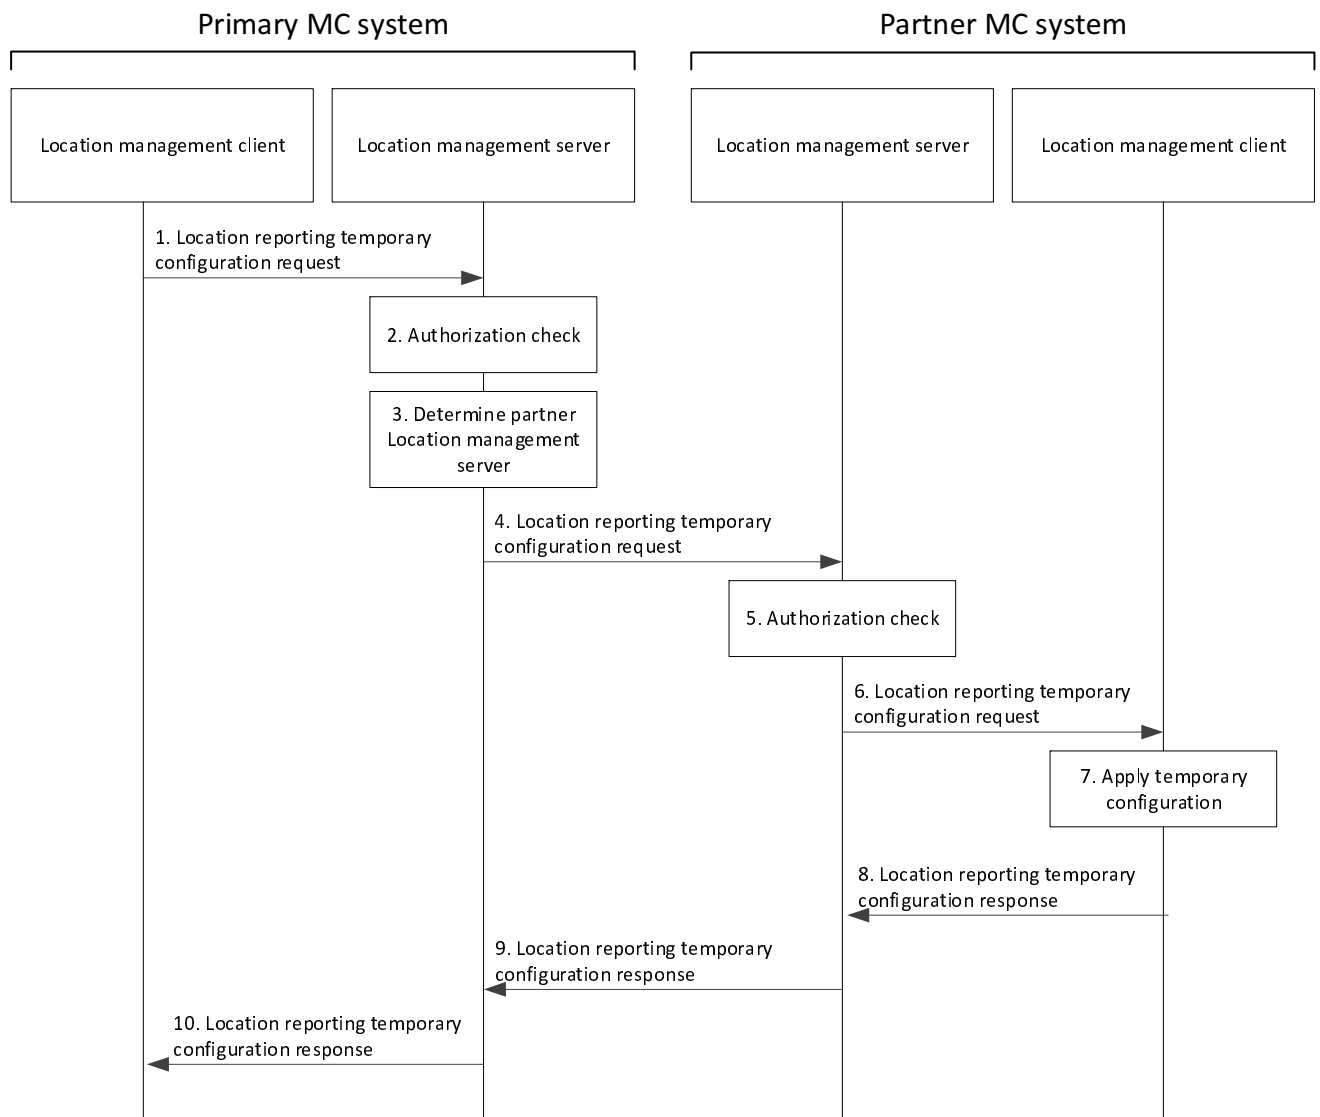 Primary MC system
Partner MC system
Location management client
Location management server
Location management server
Location management client
1. Location reporting temporary
configuration request
2. Authorization check
3. Determine partner
Location management
server
4. Location reporting temporary
configuration request
5. Authorization check
6. Location reporting temporary
configuration request
7. Apply temporary
configuration
8. Location reporting temporary
configuration response
9. Location reporting temporary
configuration response
10. Location reporting temporary
configuration response